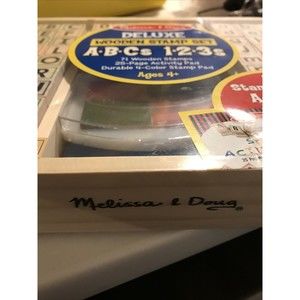 Melissa & Doug
DELUXE
WOODEN STAMP SET
A·B·Cs 1·2·3s
71 Wooden Stamps
25-Page Activity Pad
Durable 4-Color Stamp Pad
Ages 4+
Melissa & Doug®